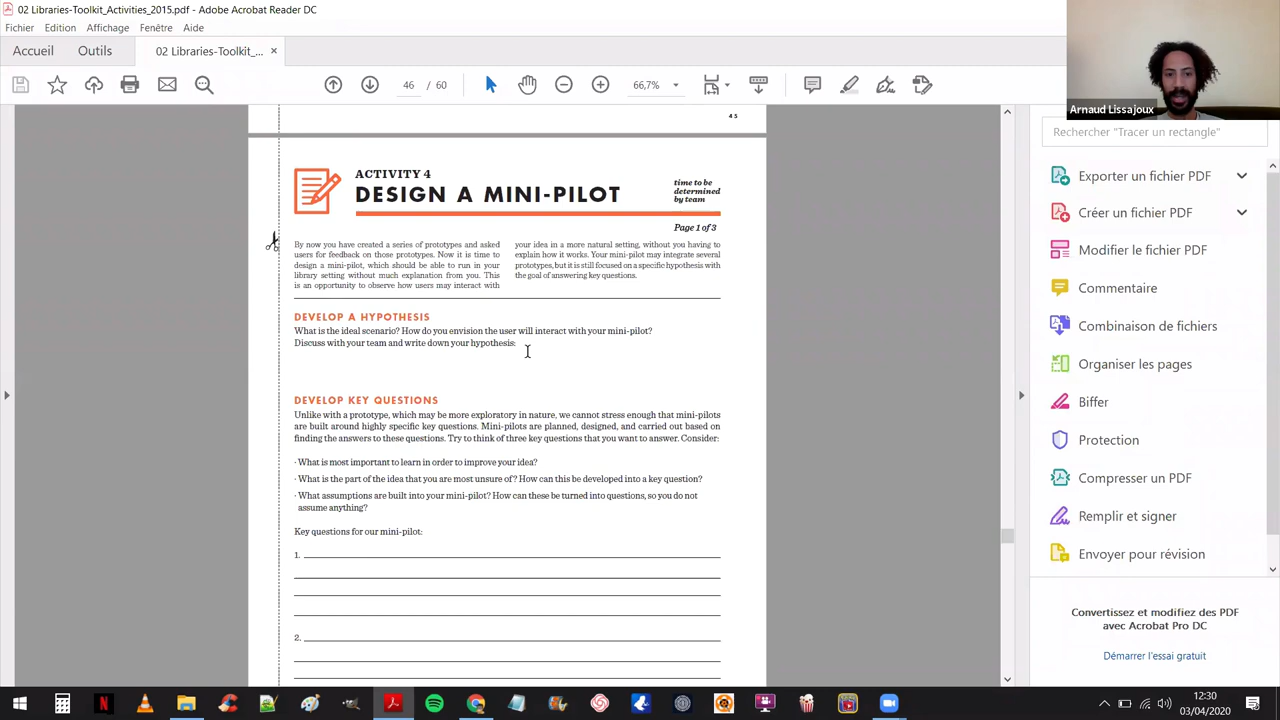 02 Libraries-Toolkit_Activities_2015.pdf - Adobe Acrobat Reader DC
Fichier Edition Affichage Fenêtre Aide
Accueil Outils 02 Libraries-Toolkit_... ×
46 / 60 66,7%
Arnaud Lissajoux
Rechercher "Tracer un rectangle"
Exporter un fichier PDF
Créer un fichier PDF
Modifier le fichier PDF
Commentaire
Combinaison de fichiers
Organiser les pages
Biffer
Protection
Compresser un PDF
Remplir et signer
Envoyer pour révision
Convertissez et modifiez des PDF
avec Acrobat Pro DC
Démarrer l'essai gratuit
45
ACTIVITY 4
DESIGN A MINI-PILOT
time to be
determined
by team
Page 1 of 3
By now you have created a series of prototypes and asked
users for feedback on those prototypes. Now it is time to
design a mini-pilot, which should be able to run in your
library setting without much explanation from you. This
is an opportunity to observe how users may interact with
your idea in a more natural setting, without you having to
explain how it works. Your mini-pilot may integrate several
prototypes, but it is still focused on a specific hypothesis with
the goal of answering key questions.
DEVELOP A HYPOTHESIS
What is the ideal scenario? How do you envision the user will interact with your mini-pilot?
Discuss with your team and write down your hypothesis:
DEVELOP KEY QUESTIONS
Unlike with a prototype, which may be more exploratory in nature, we cannot stress enough that mini-pilots
are built around highly specific key questions. Mini-pilots are planned, designed, and carried out based on
finding the answers to these questions. Try to think of three key questions that you want to answer. Consider:
· What is most important to learn in order to improve your idea?
· What is the part of the idea that you are most unsure of? How can this be developed into a key question?
· What assumptions are built into your mini-pilot? How can these be turned into questions, so you do not
assume anything?
Key questions for our mini-pilot:
1.
2.
12:30
03/04/2020